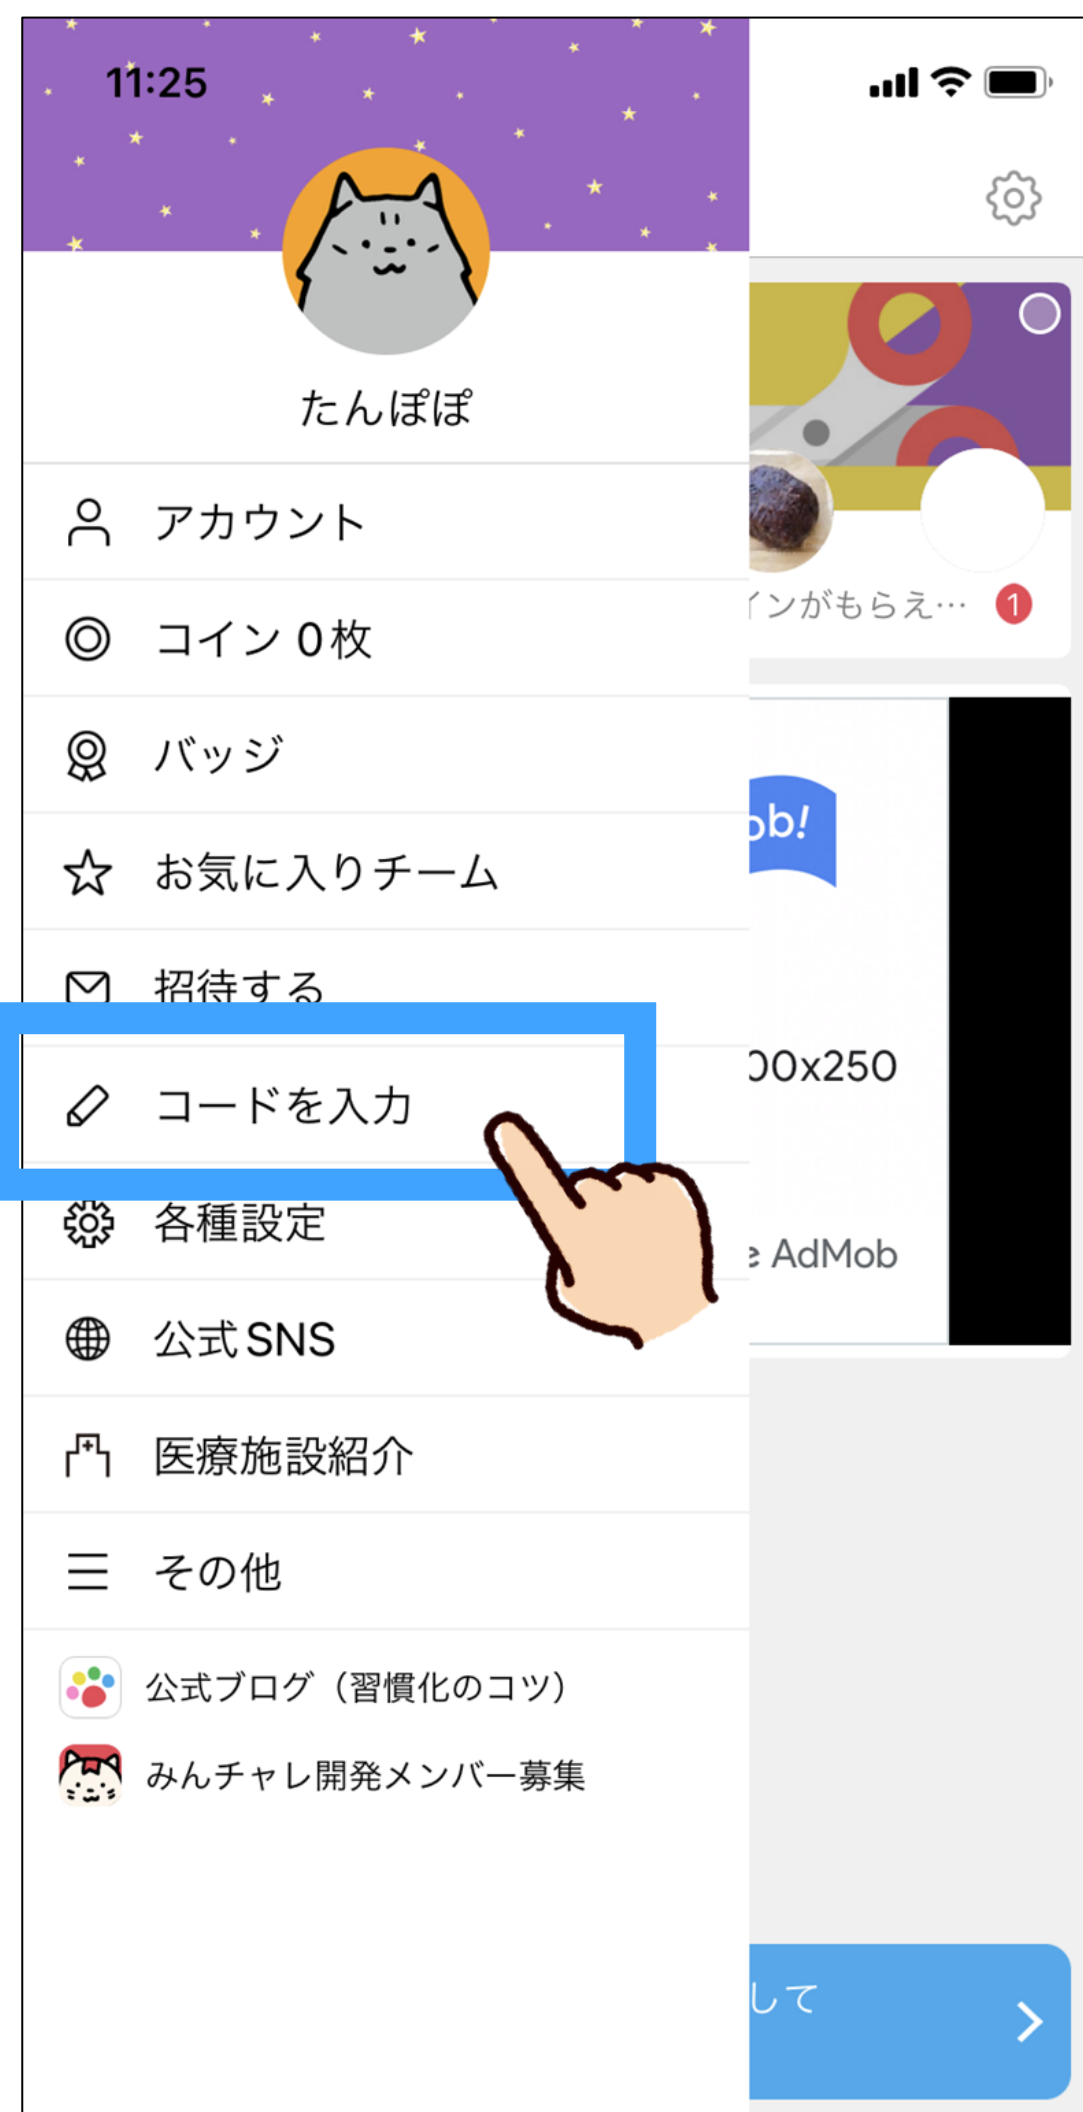 11:25
たんぽぽ
アカウント
コイン 0枚
バッジ
お気に入りチーム
招待する
コードを入力
各種設定
公式SNS
医療施設紹介
その他
公式ブログ（習慣化のコツ）
みんチャレ開発メンバー募集
インがもらえ…
1
ob!
00x250
e AdMob
して